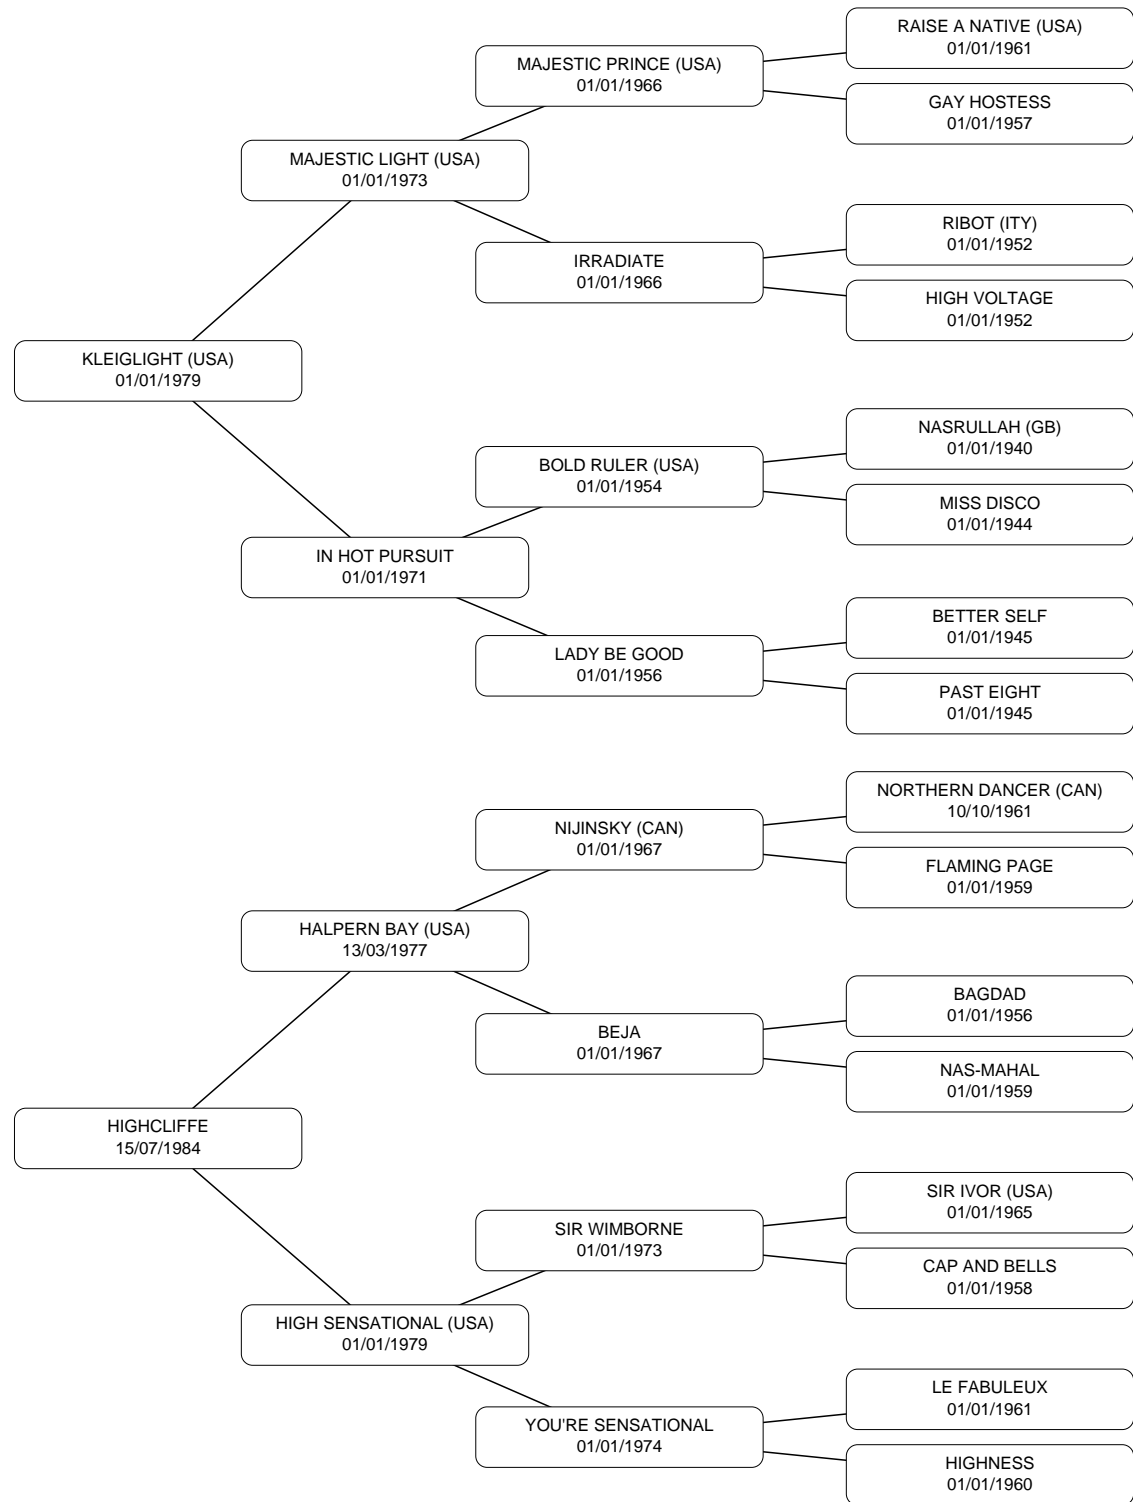 RAISE A NATIVE (USA)
01/01/1961
MAJESTIC PRINCE (USA)
01/01/1966
GAY HOSTESS
01/01/1957
MAJESTIC LIGHT (USA)
01/01/1973
RIBOT (ITY)
01/01/1952
IRRADIATE
01/01/1966
HIGH VOLTAGE
01/01/1952
KLEIGLIGHT (USA)
01/01/1979
NASRULLAH (GB)
01/01/1940
BOLD RULER (USA)
01/01/1954
MISS DISCO
01/01/1944
IN HOT PURSUIT
01/01/1971
BETTER SELF
01/01/1945
LADY BE GOOD
01/01/1956
PAST EIGHT
01/01/1945
NORTHERN DANCER (CAN)
10/10/1961
NIJINSKY (CAN)
01/01/1967
FLAMING PAGE
01/01/1959
HALPERN BAY (USA)
13/03/1977
BAGDAD
01/01/1956
BEJA
01/01/1967
NAS-MAHAL
01/01/1959
HIGHCLIFFE
15/07/1984
SIR IVOR (USA)
01/01/1965
SIR WIMBORNE
01/01/1973
CAP AND BELLS
01/01/1958
HIGH SENSATIONAL (USA)
01/01/1979
LE FABULEUX
01/01/1961
YOU'RE SENSATIONAL
01/01/1974
HIGHNESS
01/01/1960